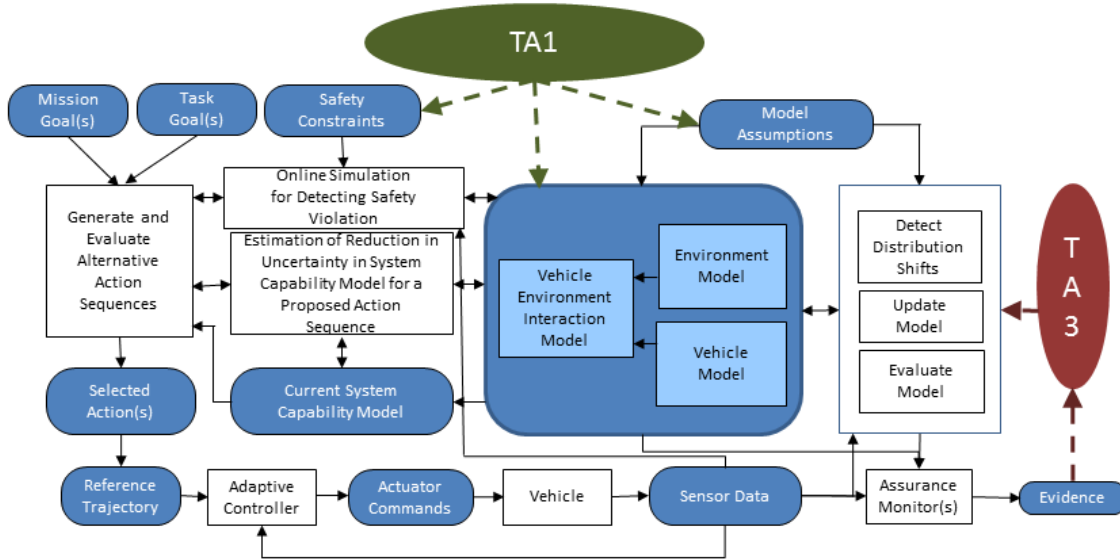 TA1
Mission
Goal(s)
Task
Goal(s)
Safety
Constraints
Model
Assumptions
Generate and
Evaluate
Alternative
Action
Sequences
Online Simulation
for Detecting Safety
Violation
Estimation of Reduction in
Uncertainty in System
Capability Model for a
Proposed Action
Sequence
Vehicle
Environment
Interaction
Model
Environment
Model
Vehicle
Model
Detect
Distribution
Shifts
Update
Model
Evaluate
Model
T
A
3
Selected
Action(s)
Current System
Capability Model
Reference
Trajectory
Adaptive
Controller
Actuator
Commands
Vehicle
Sensor Data
Assurance
Monitor(s)
Evidence